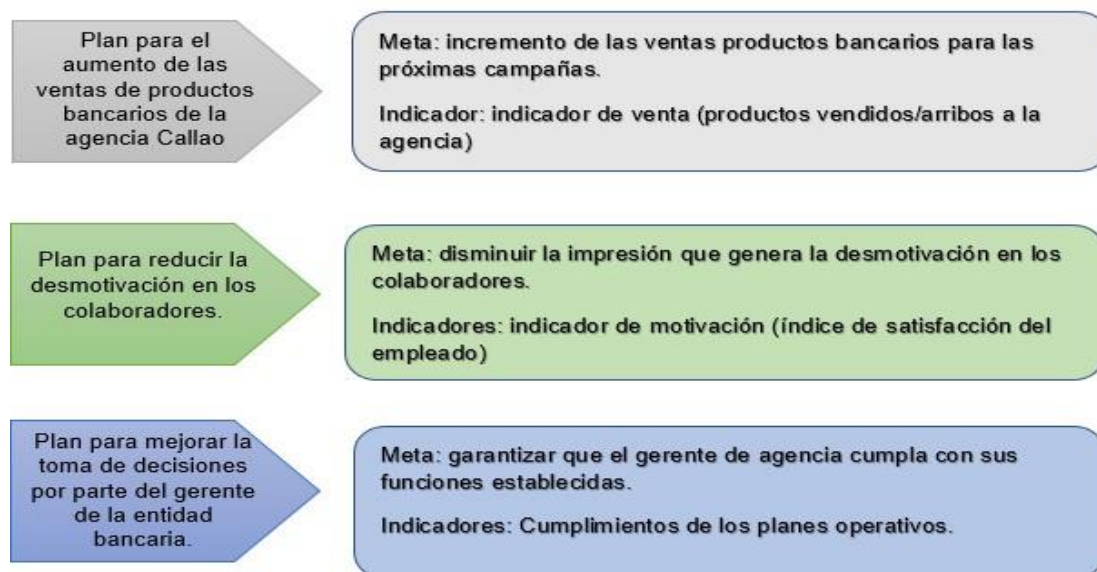 Plan para el
aumento de las
ventas de productos
bancarios de la
agencia Callao
Meta: incremento de las ventas productos bancarios para las
próximas campañas.
Indicador: indicador de venta (productos vendidos/arribos a la
agencia)
Plan para reducir la
desmotivación en los
colaboradores.
Meta: disminuir la impresión que genera la desmotivación en los
colaboradores.
Indicadores: indicador de motivación (índice de satisfacción del
empleado)
Plan para mejorar la
toma de decisiones
por parte del gerente
de la entidad
bancaria.
Meta: garantizar que el gerente de agencia cumpla con sus
funciones establecidas.
Indicadores: Cumplimientos de los planes operativos.